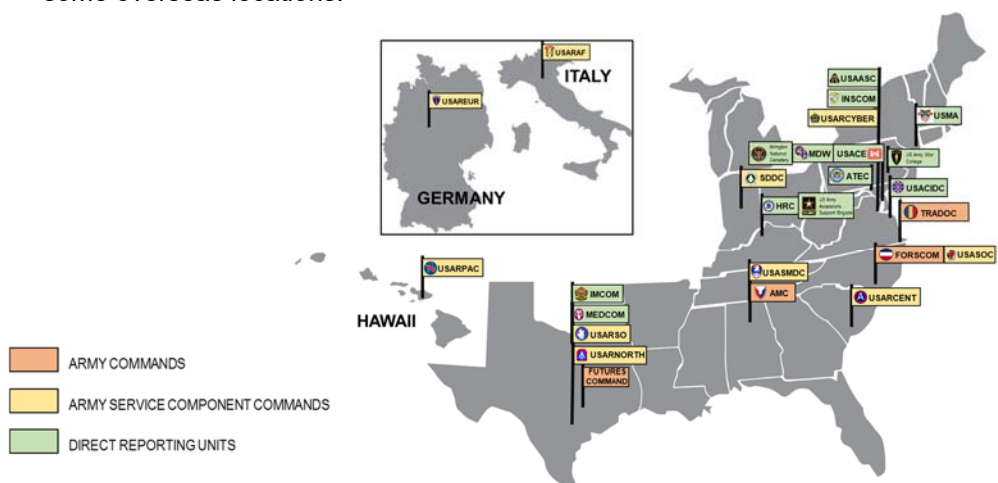 some overseas locations.
USARAF
ITALY
USAREUR
GERMANY
USAASC
INSCOM
USARCYBER
USMA
Arlington
National
Cemetery
MDW
USACE
US Army War
College
SDDC
ATEC
USACIDC
HRC
US Army
Accessions
Support Brigade
TRADOC
FORSCOM
USASOC
USARPAC
HAWAII
USASMDC
AMC
USARCENT
IMCOM
MEDCOM
USARSO
USARNORTH
FUTURES
COMMAND
ARMY COMMANDS
ARMY SERVICE COMPONENT COMMANDS
DIRECT REPORTING UNITS